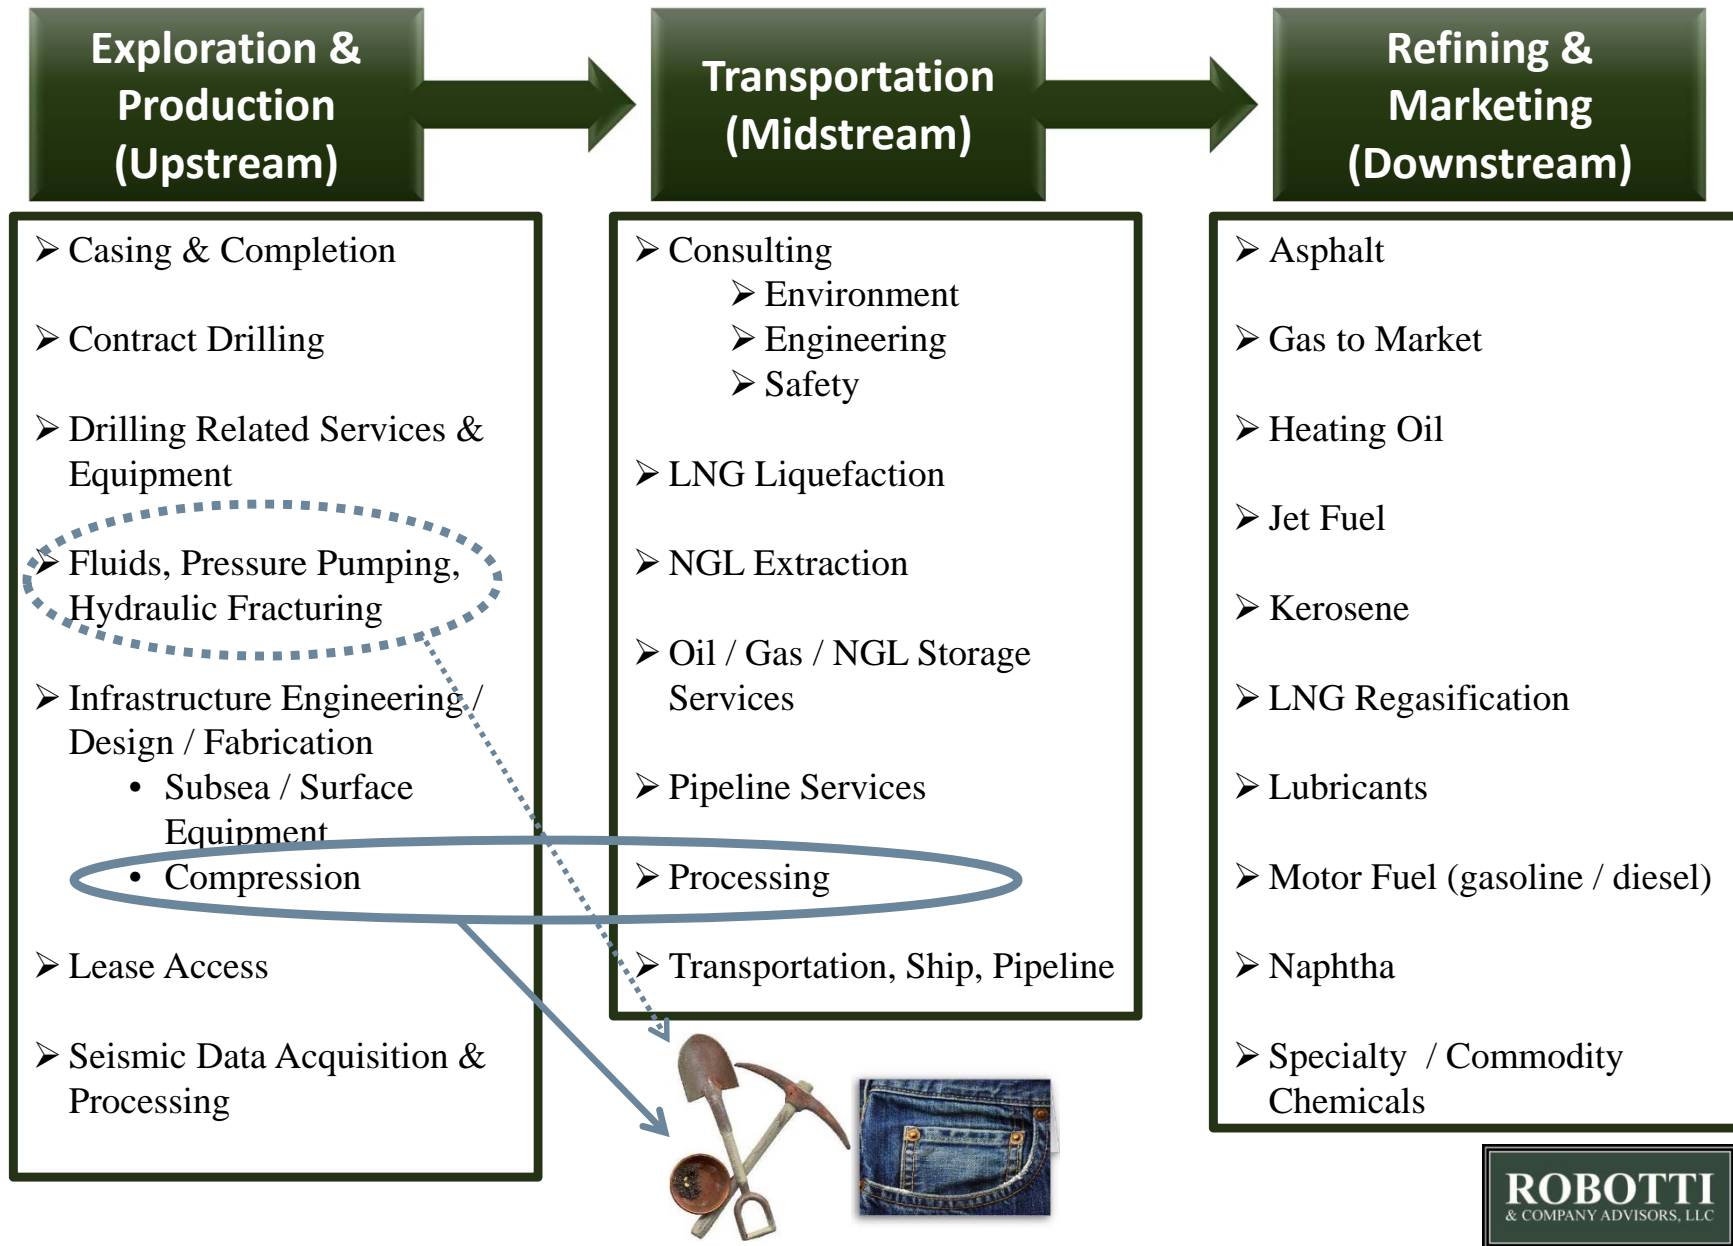 Exploration &
Production
(Upstream)
Transportation
(Midstream)
Refining &
Marketing
(Downstream)
➢ Casing & Completion
➢ Contract Drilling
➢ Drilling Related Services &
Equipment
➢ Fluids, Pressure Pumping,
Hydraulic Fracturing
➢ Infrastructure Engineering /
Design / Fabrication
• Subsea / Surface
Equipment
• Compression
➢ Lease Access
➢ Seismic Data Acquisition &
Processing
➢ Consulting
➢ Environment
➢ Engineering
➢ Safety
➢ LNG Liquefaction
➢ NGL Extraction
➢ Oil / Gas / NGL Storage
Services
➢ Pipeline Services
➢ Processing
➢ Transportation, Ship, Pipeline
➢ Asphalt
➢ Gas to Market
➢ Heating Oil
➢ Jet Fuel
➢ Kerosene
➢ LNG Regasification
➢ Lubricants
➢ Motor Fuel (gasoline / diesel)
➢ Naphtha
➢ Specialty / Commodity
Chemicals
ROBOTTI
& COMPANY ADVISORS, LLC